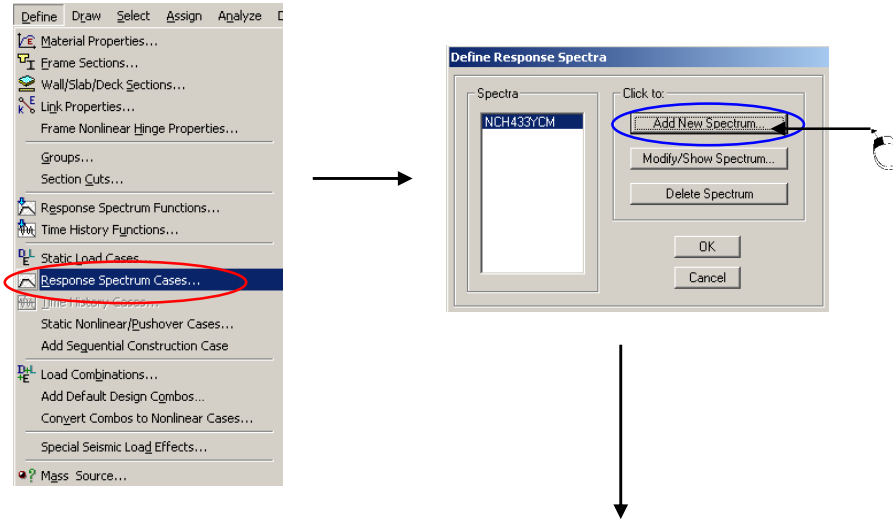 Define Draw Select Assign Analyze D
Material Properties...
Frame Sections...
Wall/Slab/Deck Sections...
Link Properties...
Frame Nonlinear Hinge Properties...
Groups...
Section Cuts...
Response Spectrum Functions...
Time History Functions...
Static Load Cases...
Response Spectrum Cases...
Time History Cases...
Static Nonlinear/Pushover Cases...
Add Sequential Construction Case
Load Combinations...
Add Default Design Combos...
Convert Combos to Nonlinear Cases...
Special Seismic Load Effects...
Mass Source...
Define Response Spectra
Spectra
NCH433YCM
Click to:
Add New Spectrum...
Modify/Show Spectrum...
Delete Spectrum
OK
Cancel